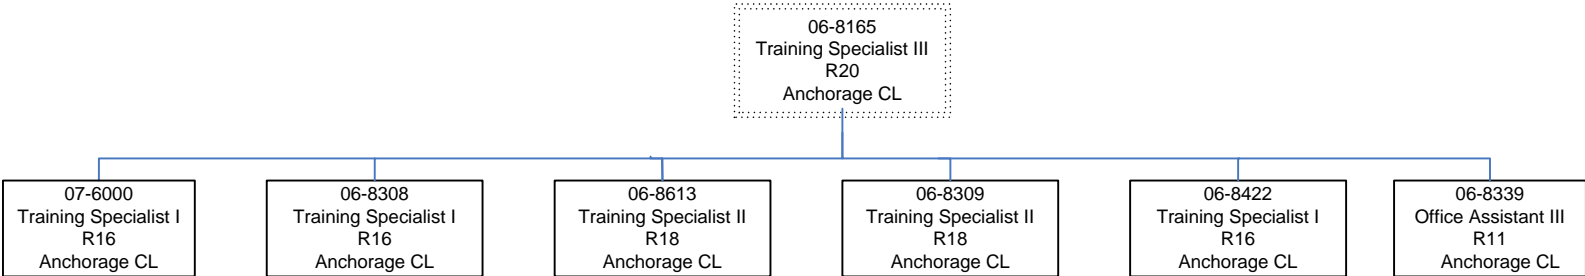 06-8165
Training Specialist III
R20
Anchorage CL
07-6000
Training Specialist I
R16
Anchorage CL
06-8308
Training Specialist I
R16
Anchorage CL
06-8613
Training Specialist II
R18
Anchorage CL
06-8309
Training Specialist II
R18
Anchorage CL
06-8422
Training Specialist I
R16
Anchorage CL
06-8339
Office Assistant III
R11
Anchorage CL